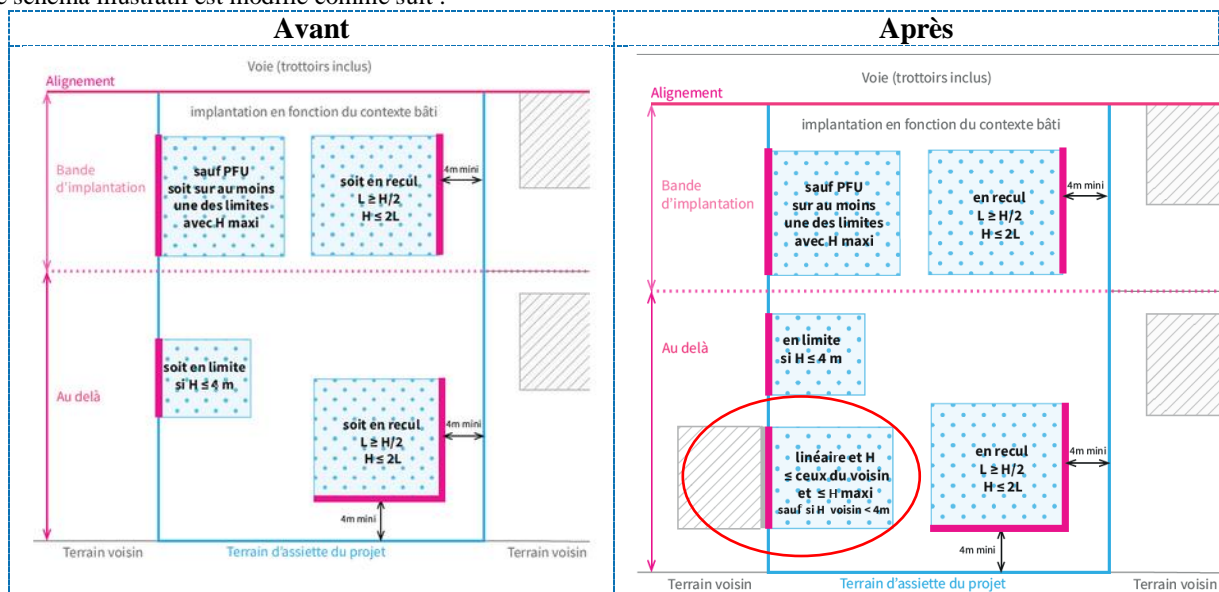 e schéma illustratif est modifié comme suit :
Avant
Voie (trottoirs inclus)
Alignement
implantation en fonction du contexte bâti
Bande
d'implantation
sauf PFU
soit sur au moins
une des limites
avec H maxi
soit en recul
L ≥ H/2
H ≤ 2L
4m mini
Au delà
soit en limite
si H ≤ 4 m
soit en recul
L ≥ H/2
H ≤ 2L
4m mini
4m mini
Terrain voisin
Terrain d'assiette du projet
Terrain voisin
Après
Voie (trottoirs inclus)
Alignement
implantation en fonction du contexte bâti
Bande
d'implantation
sauf PFU
sur au moins
une des limites
avec H maxi
en recul
L ≥ H/2
H ≤ 2L
4m mini
Au delà
en limite
si H ≤ 4 m
linéaire et H
≤ ceux du voisin
et ≤ H maxi
sauf si H voisin < 4m
en recul
L ≥ H/2
H ≤ 2L
4m mini
4m mini
Terrain voisin
Terrain d'assiette du projet
Terrain voisin